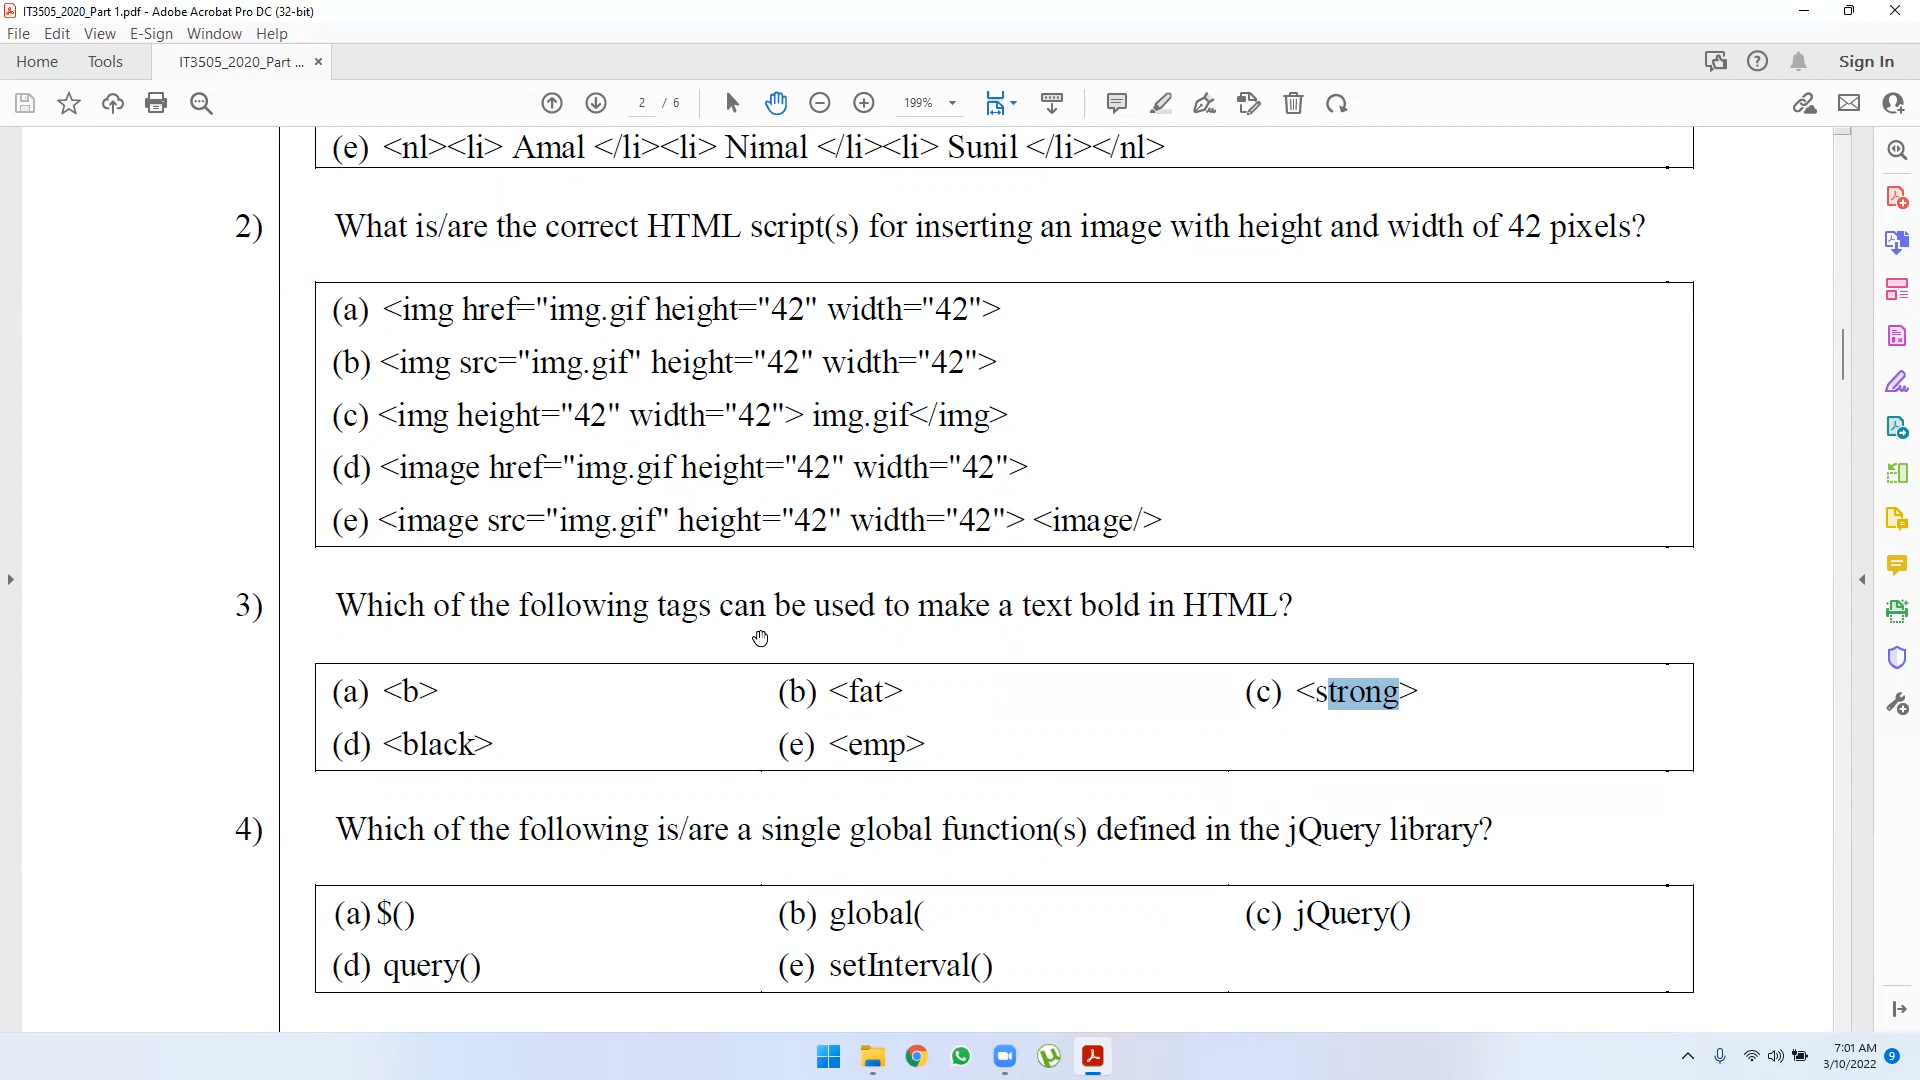 IT3505_2020_Part 1.pdf - Adobe Acrobat Pro DC (32-bit)
File Edit View E-Sign Window Help
Home Tools IT3505_2020_Part ... × Sign In
2 / 6 199%
(e) <nl><li> Amal </li><li> Nimal </li><li> Sunil </li></nl>
2) What is/are the correct HTML script(s) for inserting an image with height and width of 42 pixels?
(a) <img href="img.gif height="42" width="42">
(b) <img src="img.gif" height="42" width="42">
(c) <img height="42" width="42"> img.gif</img>
(d) <image href="img.gif height="42" width="42">
(e) <image src="img.gif" height="42" width="42"> <image/>
3) Which of the following tags can be used to make a text bold in HTML?
(a) <b> (b) <fat> (c) <strong>
(d) <black> (e) <emp>
4) Which of the following is/are a single global function(s) defined in the jQuery library?
(a) $() (b) global( (c) jQuery()
(d) query() (e) setInterval()
7:01 AM
3/10/2022 9